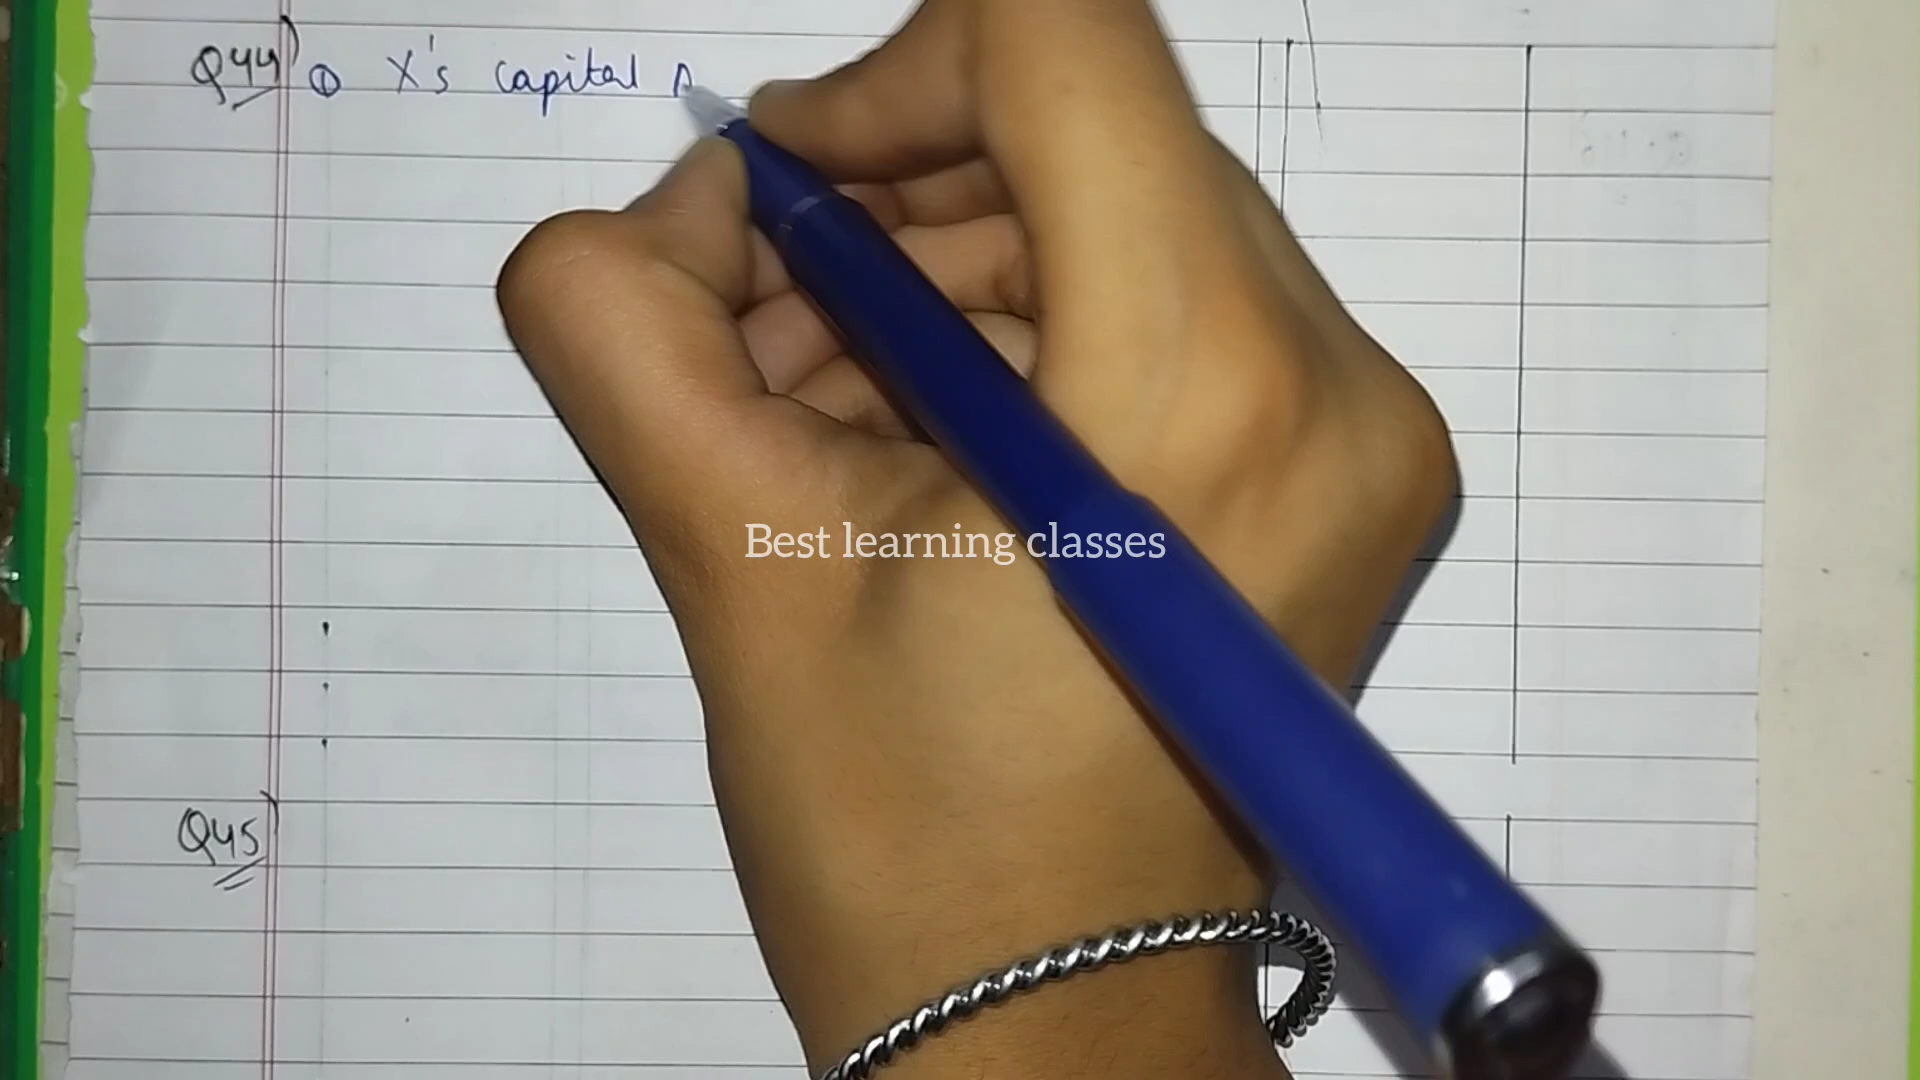 Q44) ① X's capital A
Best learning classes
Q45)